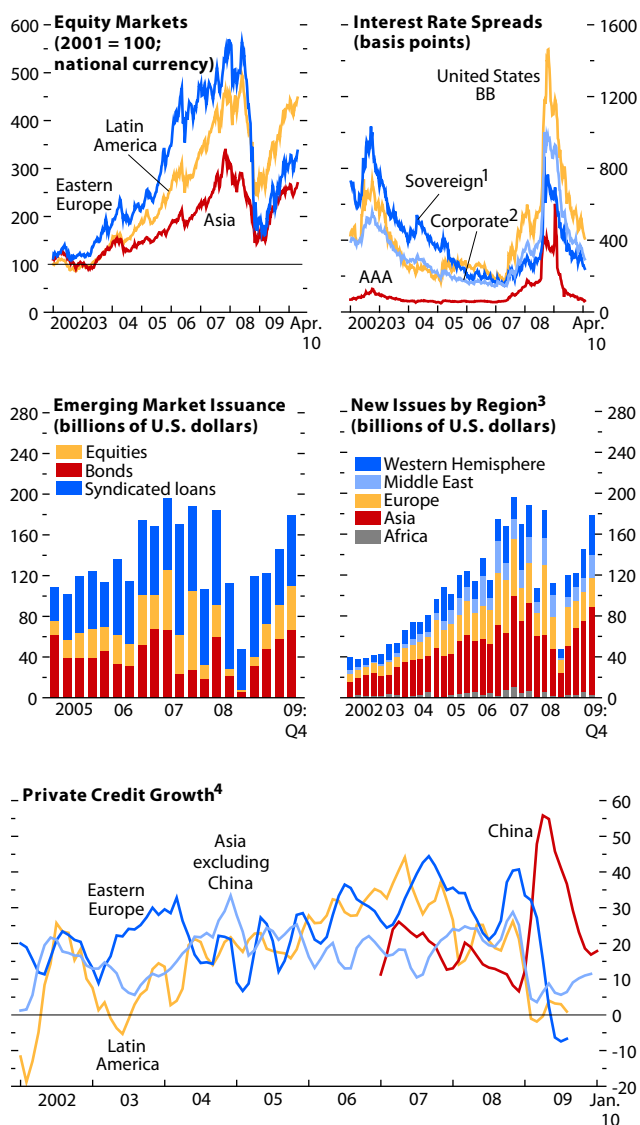 Equity Markets
(2001 = 100;
national currency)
600
500
400
300
200
100
0
Latin
America
Eastern
Europe
Asia
2002 03 04 05 06 07 08 09 Apr.
10
Interest Rate Spreads
(basis points)
1600
1200
800
400
0
United States
BB
Sovereign1
Corporate2
AAA
2002 03 04 05 06 07 08 09 Apr.
10
Emerging Market Issuance
(billions of U.S. dollars)
280
240
200
160
120
80
40
0
Equities
Bonds
Syndicated loans
2005 06 07 08 09:
Q4
New Issues by Region3
(billions of U.S. dollars)
280
240
200
160
120
80
40
0
Western Hemisphere
Middle East
Europe
Asia
Africa
2002 03 04 05 06 07 08 09:
Q4
Private Credit Growth4
60
50
40
30
20
10
0
-10
-20
China
Asia
excluding
China
Eastern
Europe
Latin
America
2002 03 04 05 06 07 08 09 Jan.
10